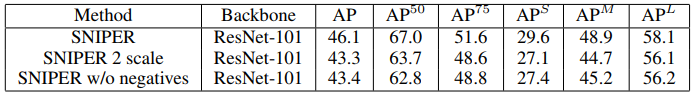 Method Backbone AP AP50 AP75 APS APM APL
SNIPER ResNet-101 46.1 67.0 51.6 29.6 48.9 58.1
SNIPER 2 scale ResNet-101 43.3 63.7 48.6 27.1 44.7 56.1
SNIPER w/o negatives ResNet-101 43.4 62.8 48.8 27.4 45.2 56.2